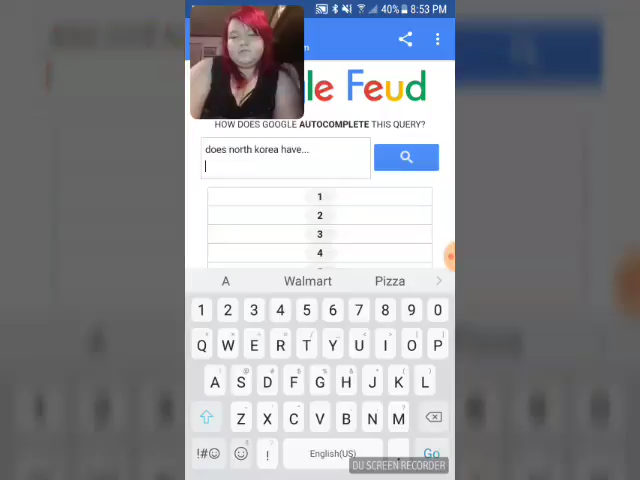 40% 8:53 PM
m
le Feud
HOW DOES GOOGLE AUTOCOMPLETE THIS QUERY?
does north korea have...
1
2
3
4
A Walmart Pizza
1 2 3 4 5 6 7 8 9 0
Q W E R T Y U I O P
A S D F G H J K L
Z X C V B N M
!#☺ ! English(US) . Go
DU SCREEN RECORDER